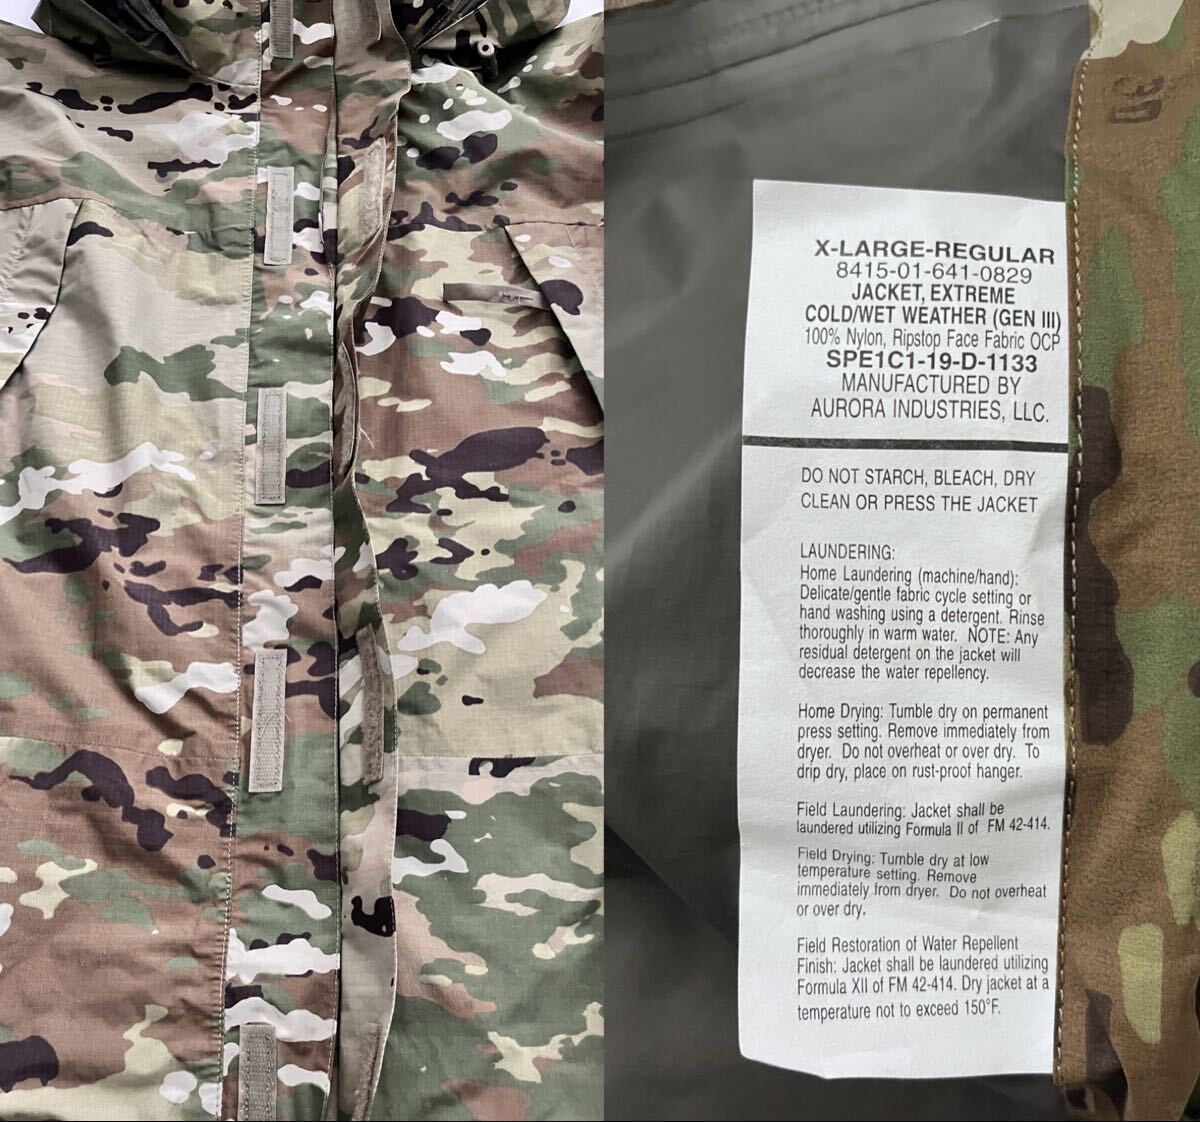 X-LARGE-REGULAR
8415-01-641-0829
JACKET, EXTREME
COLD/WET WEATHER (GEN III)
100% Nylon, Ripstop Face Fabric OCP
SPE1C1-19-D-1133
MANUFACTURED BY
AURORA INDUSTRIES, LLC.
DO NOT STARCH, BLEACH, DRY
CLEAN OR PRESS THE JACKET
LAUNDERING:
Home Laundering (machine/hand):
Delicate/gentle fabric cycle setting or
hand washing using a detergent. Rinse
thoroughly in warm water. NOTE: Any
residual detergent on the jacket will
decrease the water repellency.
Home Drying: Tumble dry on permanent
press setting. Remove immediately from
dryer. Do not overheat or over dry. To
drip dry, place on rust-proof hanger.
Field Laundering: Jacket shall be
laundered utilizing Formula II of FM 42-414.
Field Drying: Tumble dry at low
temperature setting. Remove
immediately from dryer. Do not overheat
or over dry.
Field Restoration of Water Repellent
Finish: Jacket shall be laundered utilizing
Formula XII of FM 42-414. Dry jacket at a
temperature not to exceed 150°F.